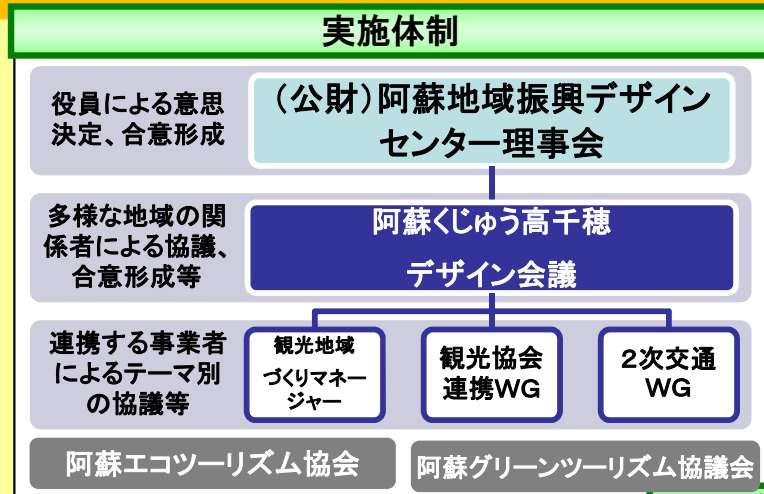 実施体制
役員による意思
決定、合意形成
（公財）阿蘇地域振興デザイン
センター理事会
多様な地域の関
係者による協議、
合意形成等
阿蘇くじゅう高千穂
デザイン会議
連携する事業者
によるテーマ別
の協議等
観光地域
づくりマネー
ジャー
観光協会
連携WG
２次交通
WG
阿蘇エコツーリズム協会
阿蘇グリーンツーリズム協議会